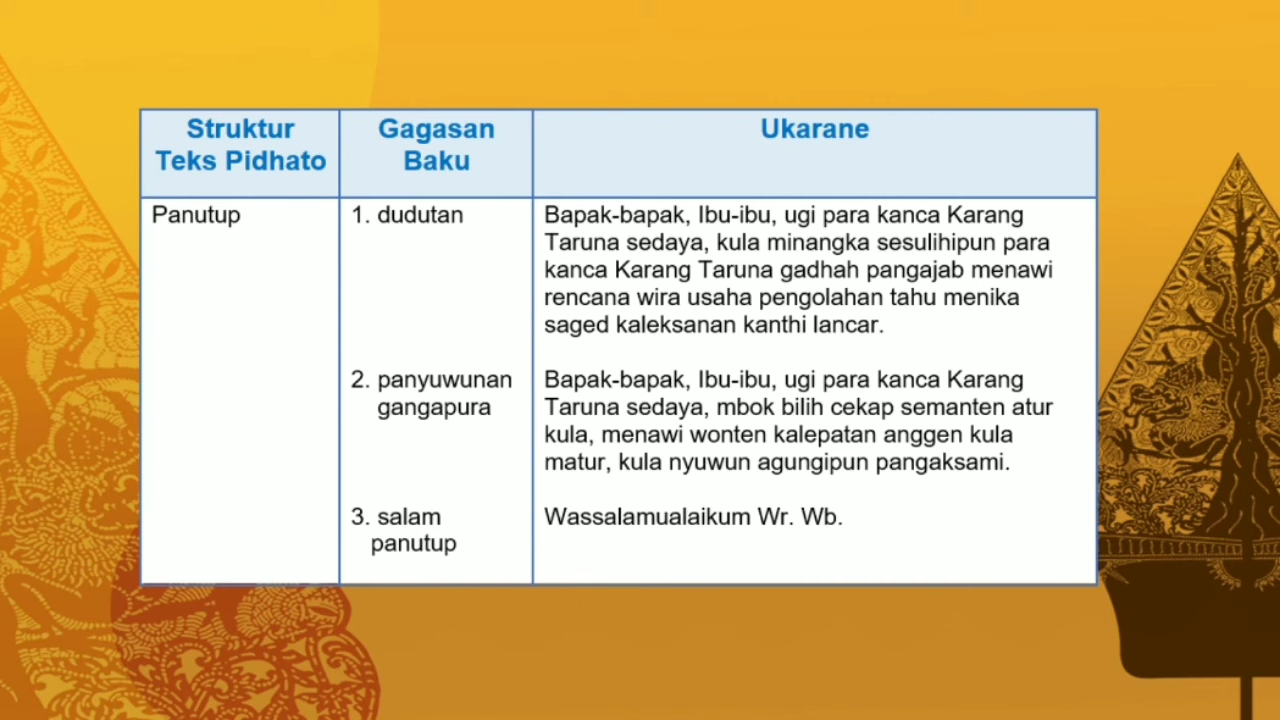 Struktur
Teks Pidhato
Gagasan
Baku
Ukarane
Panutup
1. dudutan
Bapak-bapak, Ibu-ibu, ugi para kanca Karang
Taruna sedaya, kula minangka sesulihipun para
kanca Karang Taruna gadhah pangajab menawi
rencana wira usaha pengolahan tahu menika
saged kaleksanan kanthi lancar.
2. panyuwunan
gangapura
Bapak-bapak, Ibu-ibu, ugi para kanca Karang
Taruna sedaya, mbok bilih cekap semanten atur
kula, menawi wonten kalepatan anggen kula
matur, kula nyuwun agungipun pangaksami.
3. salam
panutup
Wassalamualaikum Wr. Wb.